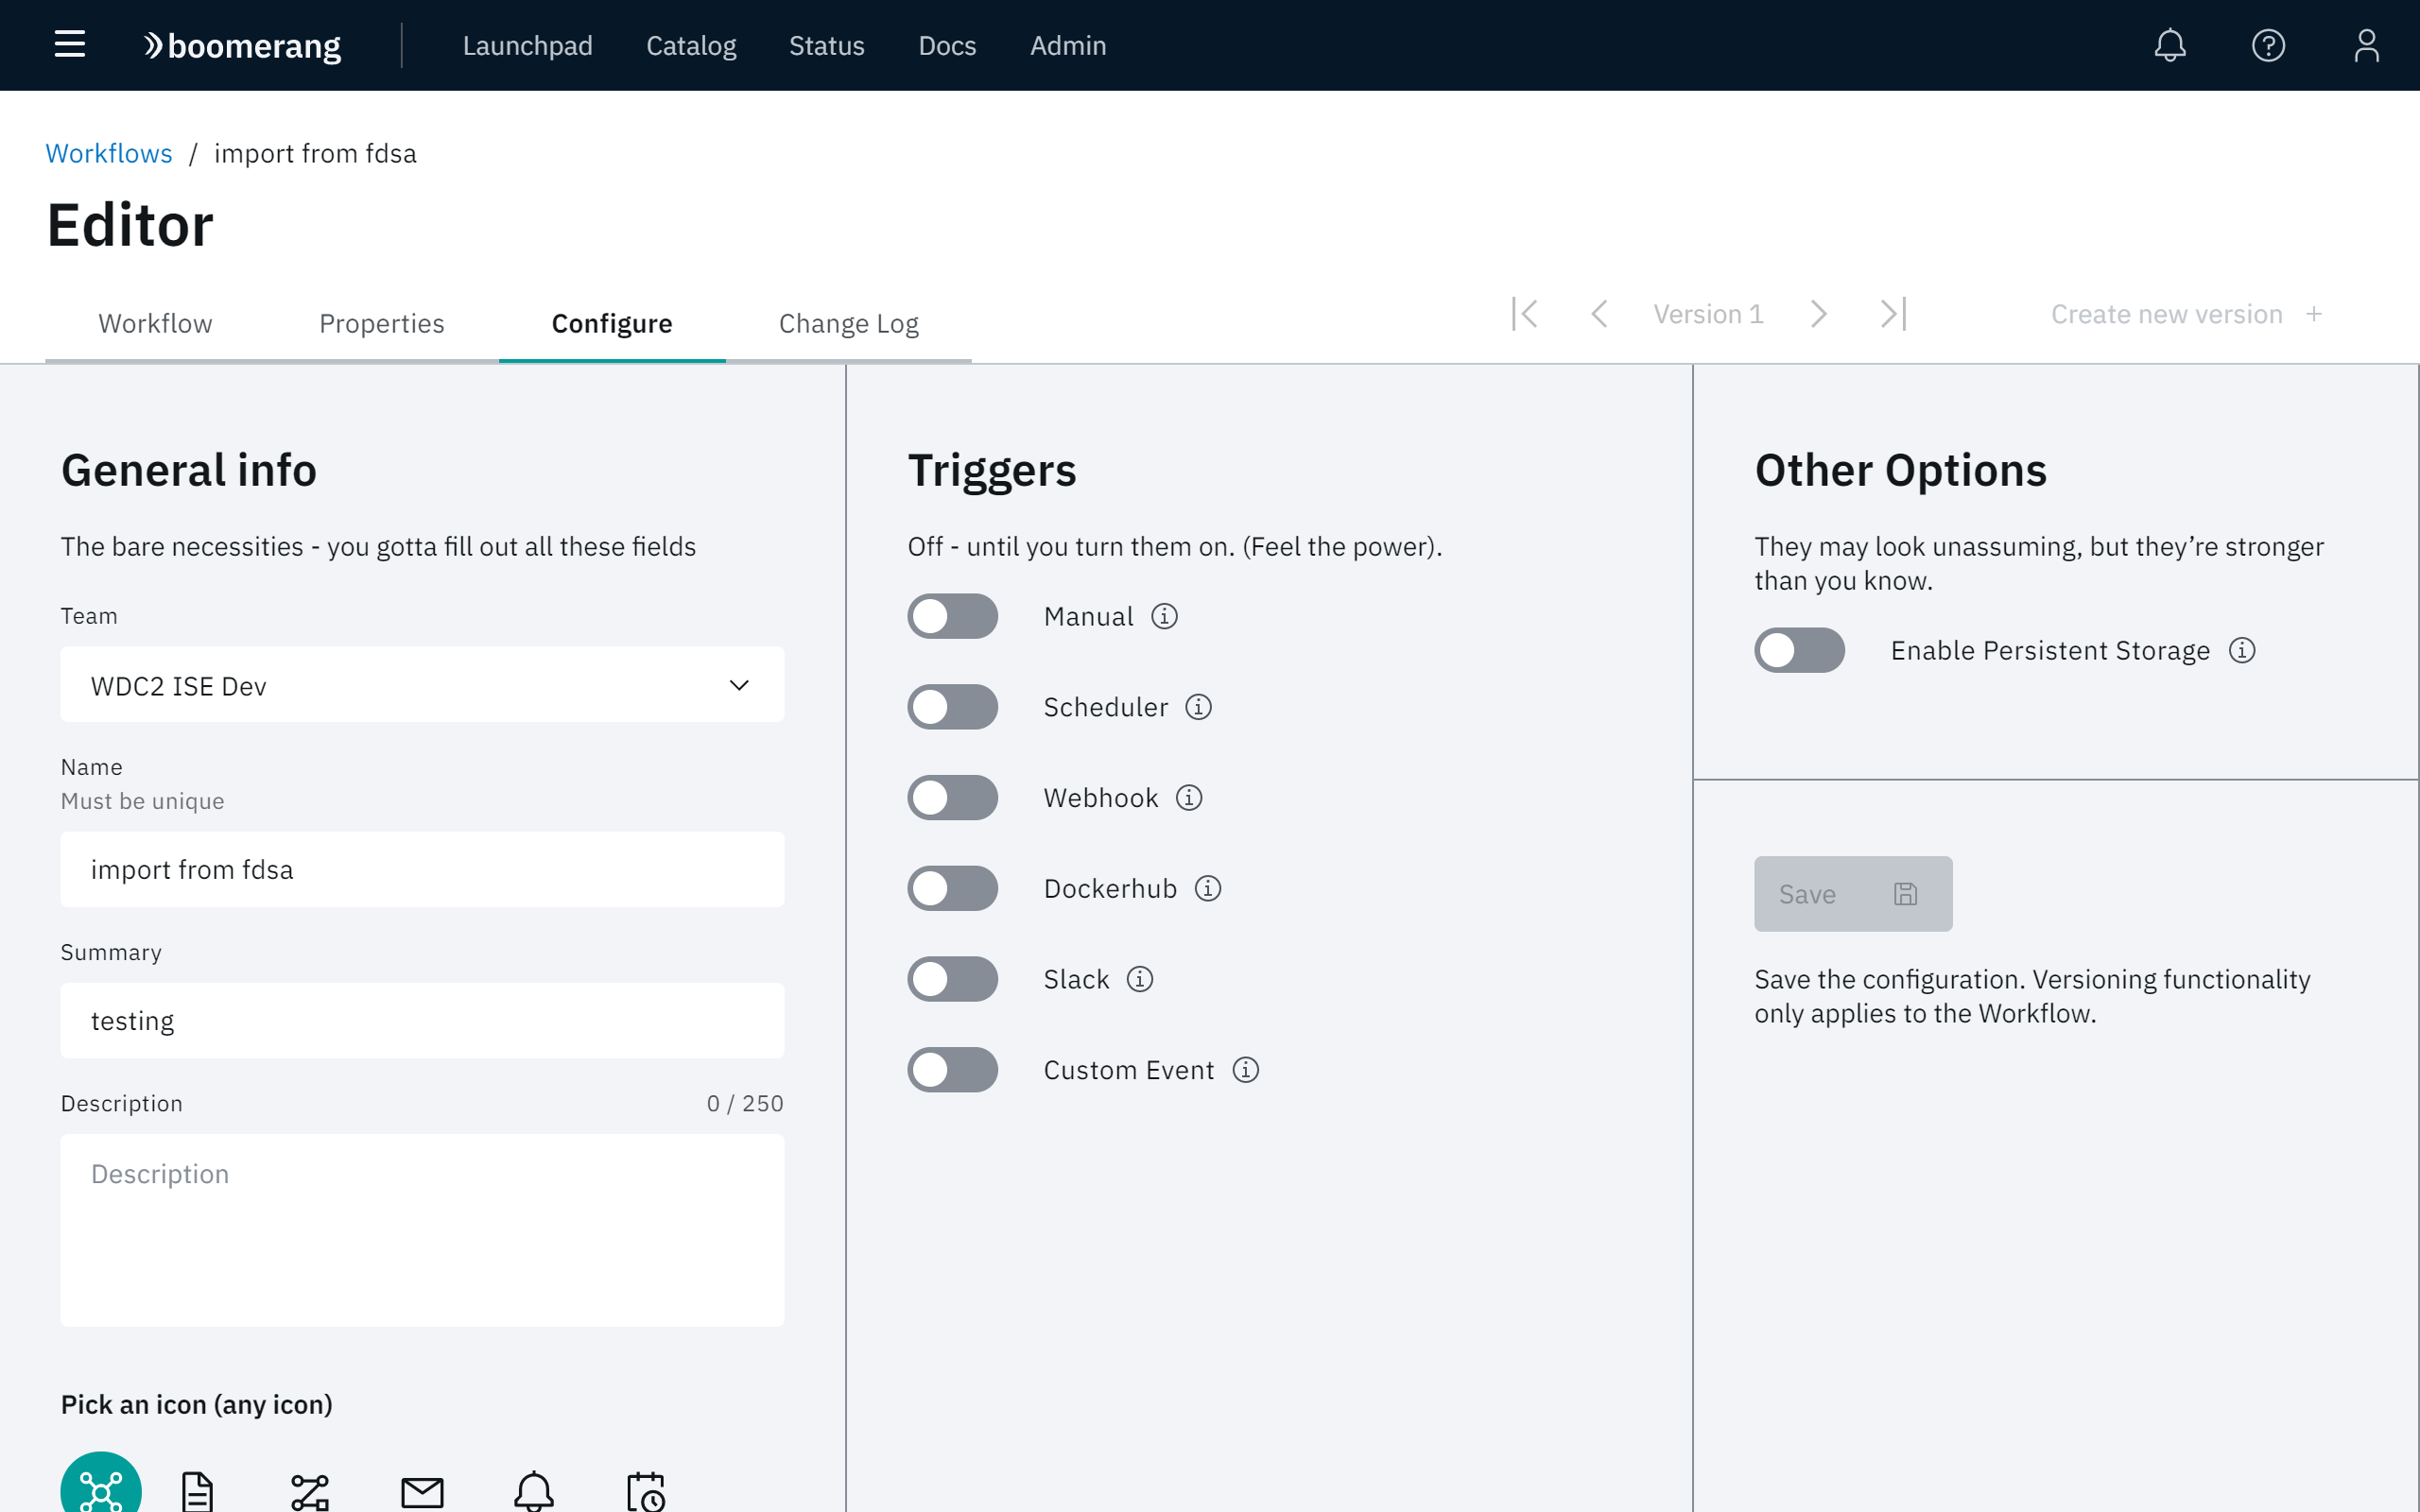 boomerang
Launchpad Catalog Status Docs Admin
Workflows / import from fdsa
Editor
Workflow Properties Configure Change Log
Version 1
Create new version +
General info
The bare necessities - you gotta fill out all these fields
Team
WDC2 ISE Dev
Name
Must be unique
import from fdsa
Summary
testing
Description 0 / 250
Description
Pick an icon (any icon)
Triggers
Off - until you turn them on. (Feel the power).
Manual
Scheduler
Webhook
Dockerhub
Slack
Custom Event
Other Options
They may look unassuming, but they’re stronger
than you know.
Enable Persistent Storage
Save
Save the configuration. Versioning functionality
only applies to the Workflow.